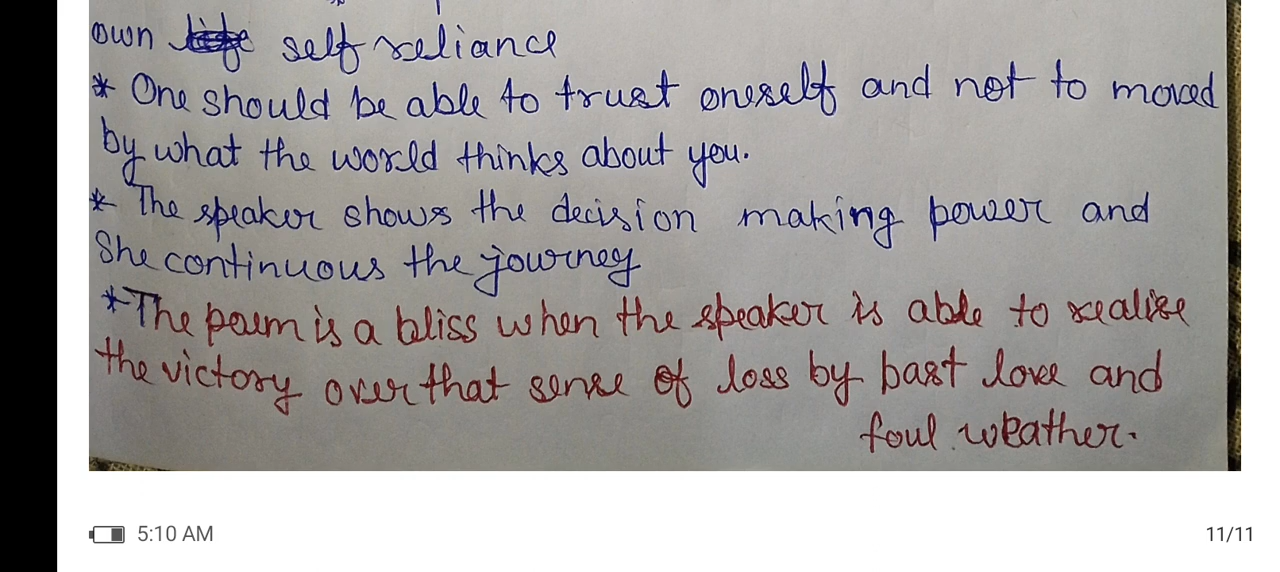 own self reliance
* One should be able to trust oneself and not to moved
by what the world thinks about you.
* The speaker shows the decision making power and
She continuous the journey
* The poem is a bliss when the speaker is able to realise
the victory over that sense of loss by past love and
foul weather.
5:10 AM 11/11